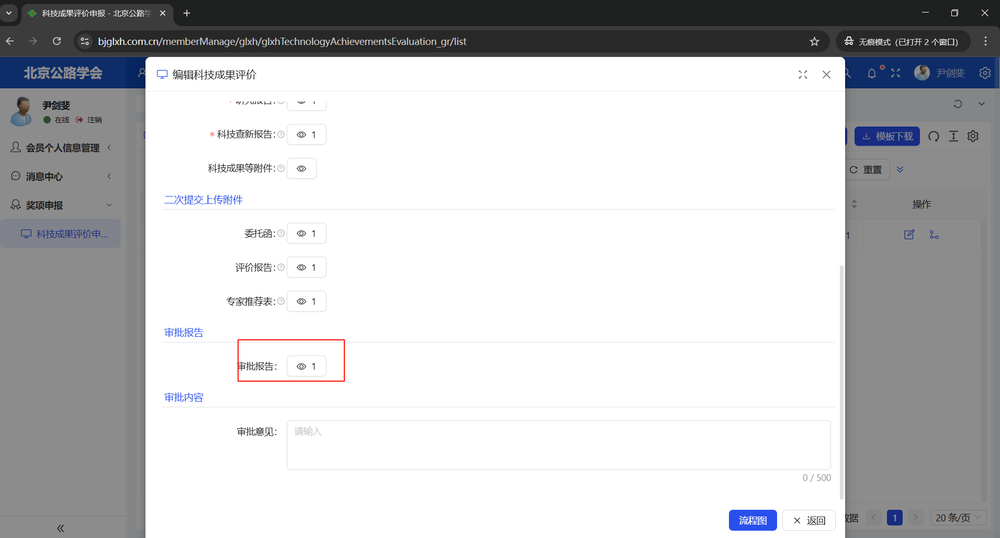 科技成果评价申报 - 北京公路学
bjglxh.com.cn/memberManage/glxh/glxhTechnologyAchievementsEvaluation_gr/list
无痕模式 (已打开 2 个窗口)
北京公路学会
编辑科技成果评价
尹剑斐
尹剑斐
在线
注销
会员个人信息管理
消息中心
奖项申报
科技成果评价申...
* 研究报告:
1
* 科技查新报告:
1
科技成果等附件:
二次提交上传附件
委托函:
1
评价报告:
1
专家推荐表:
1
审批报告
审批报告:
1
审批内容
审批意见:
请输入
0 / 500
流程图
返回
模板下载
重置
操作
1
数据
1
20 条/页